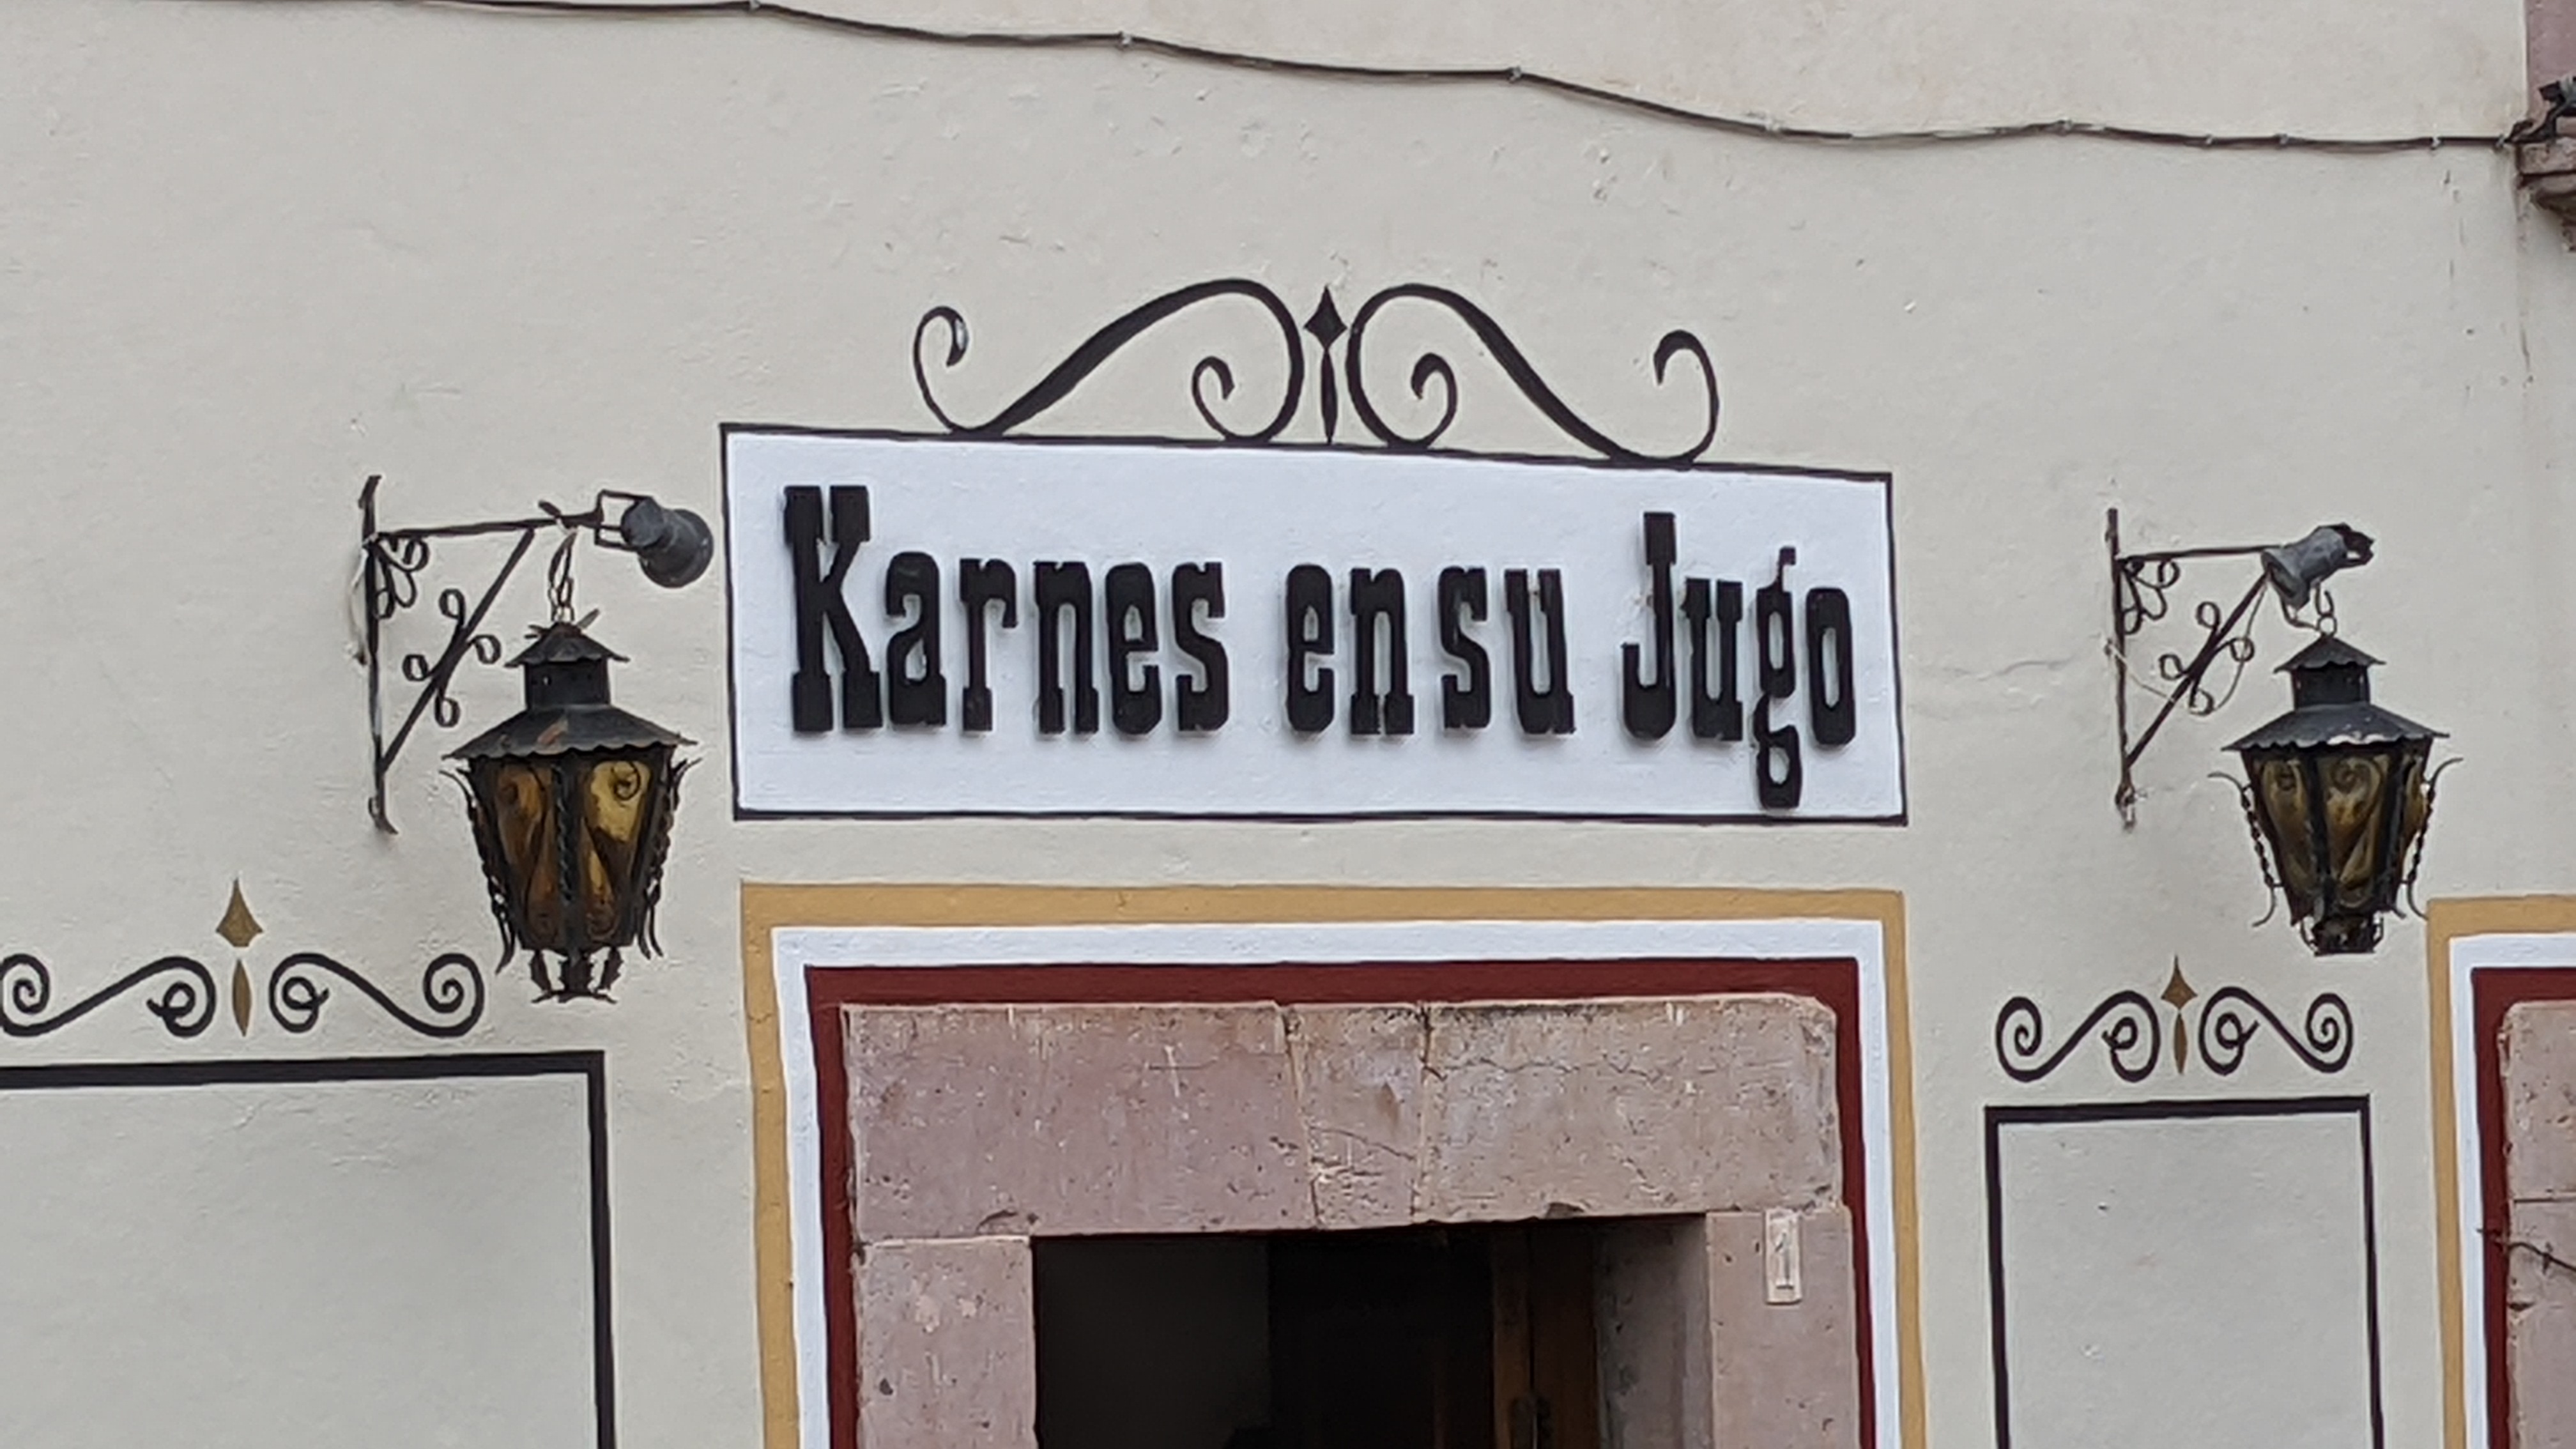 Karnes en su Jugo